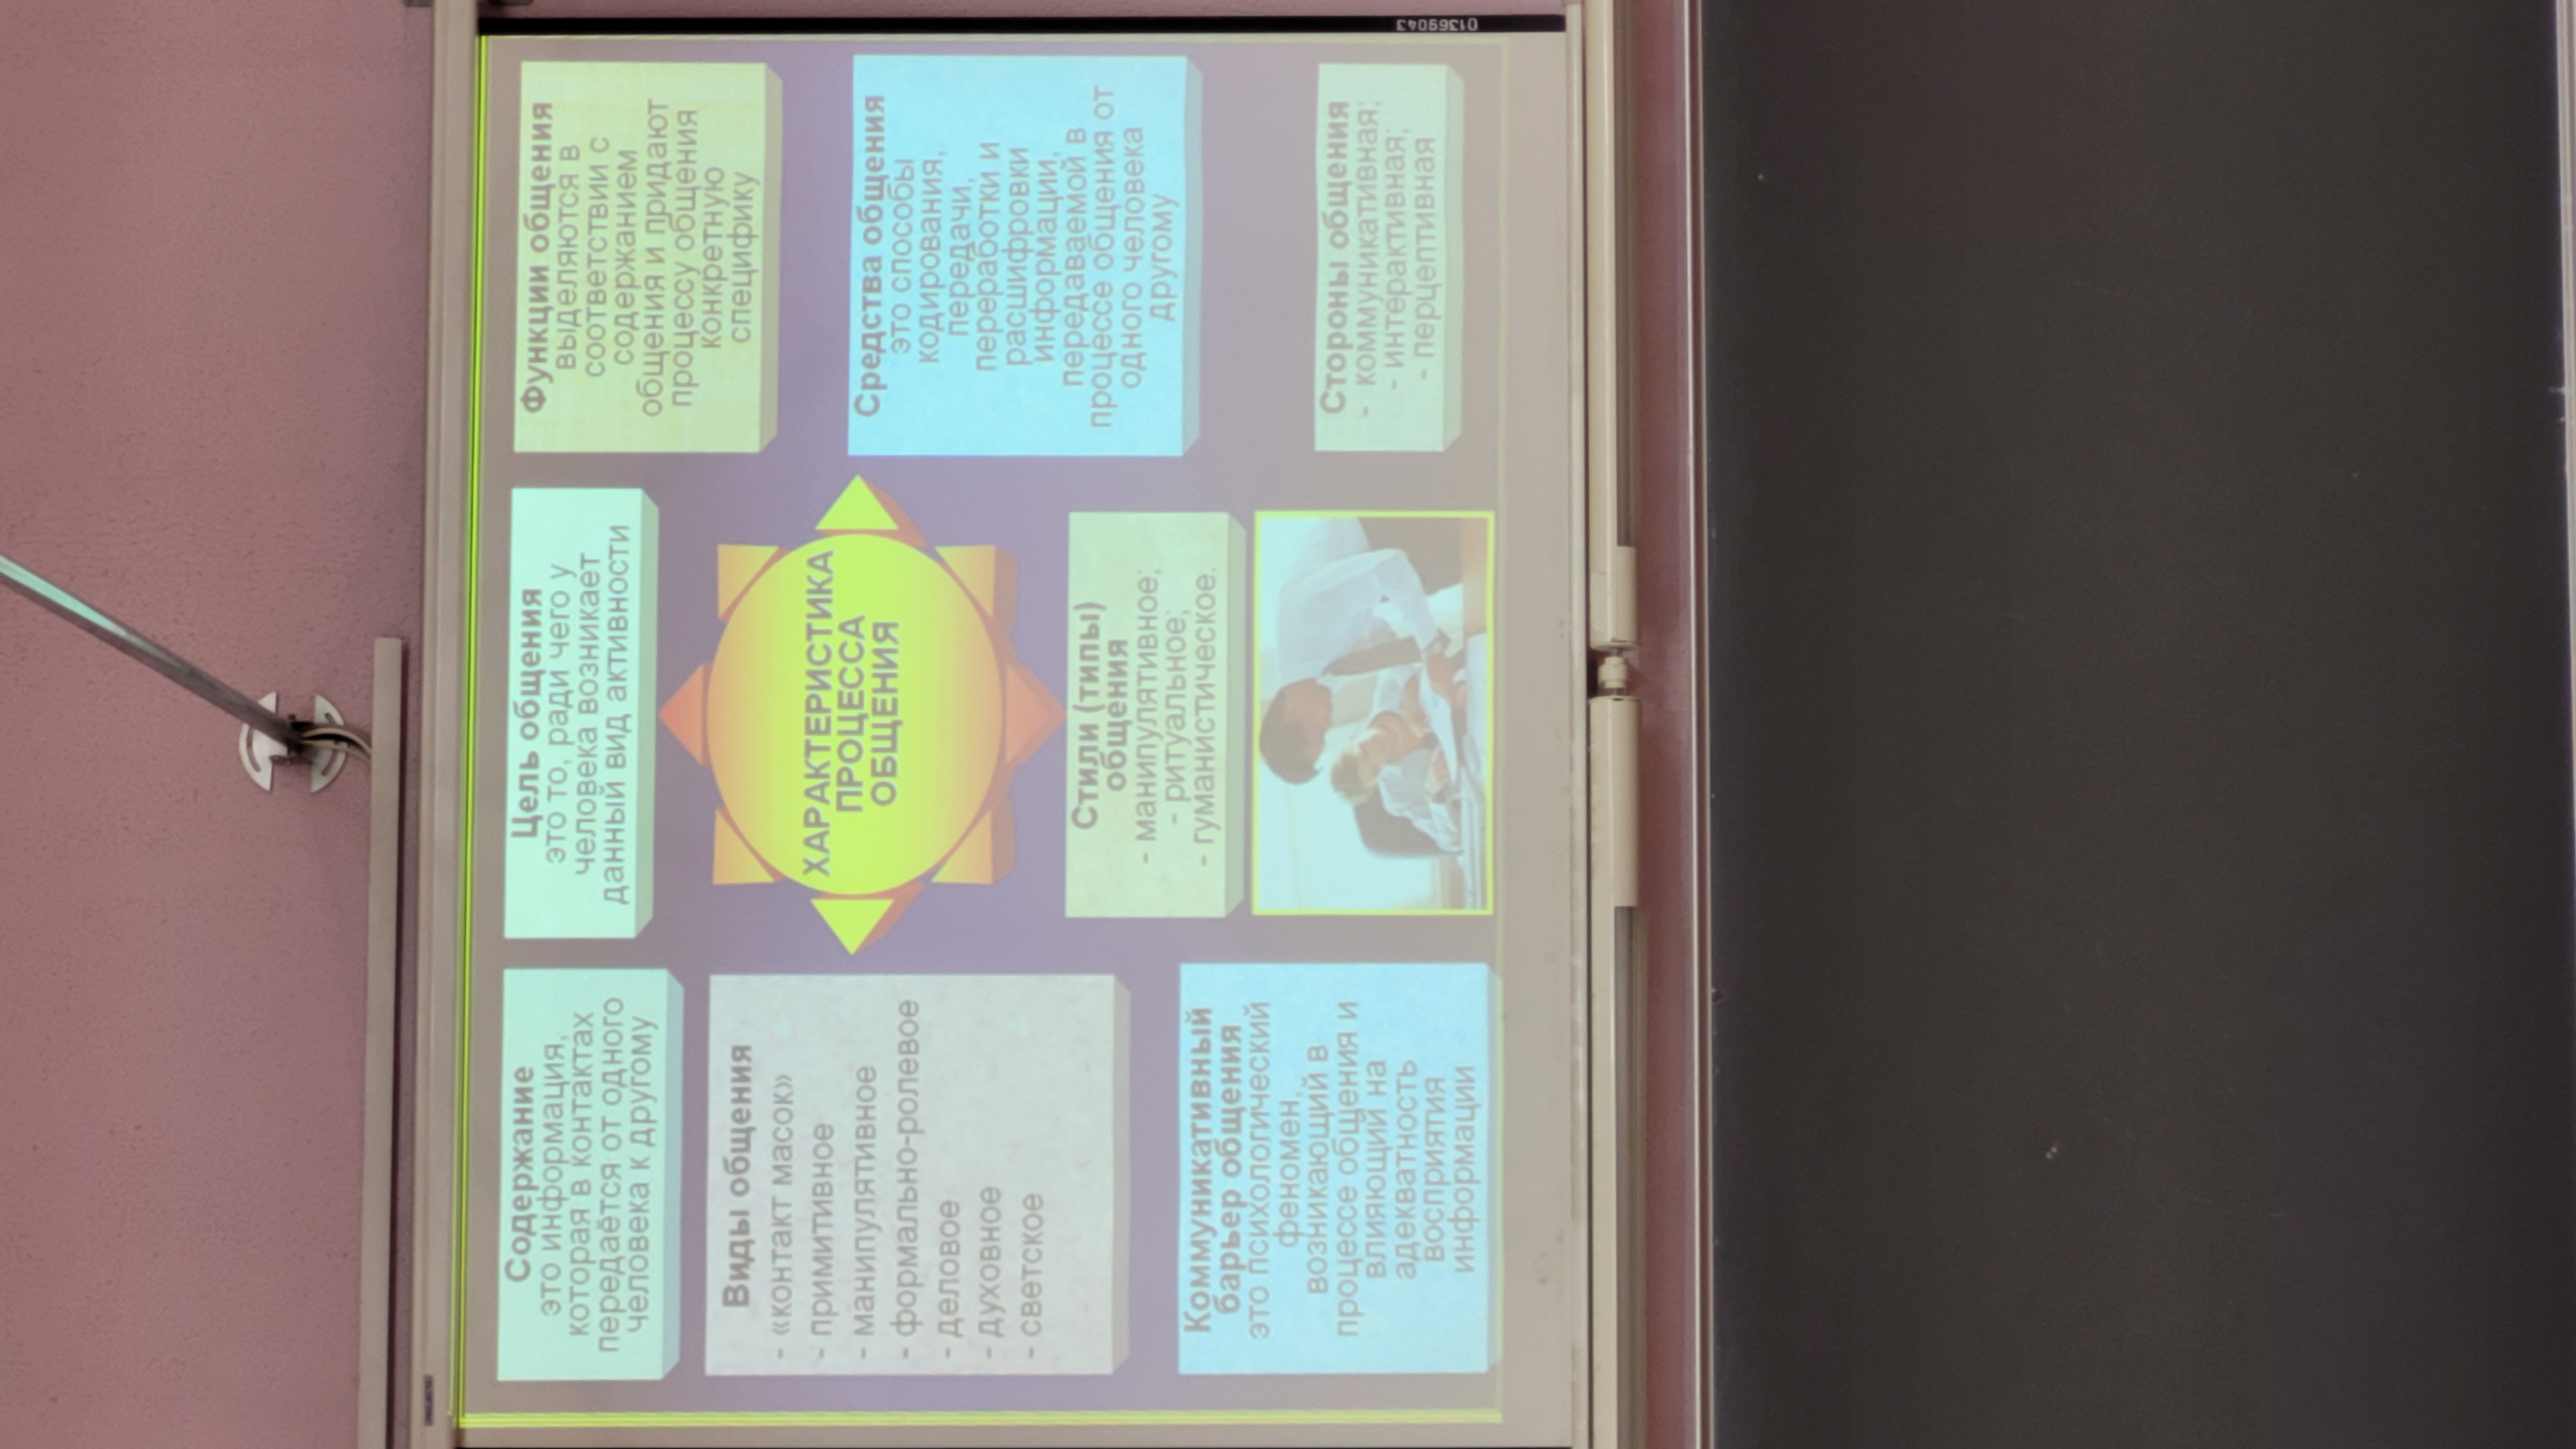 Содержание
это информация,
которая в контактах
передаётся от одного
человека к другому
Цель общения
это то, ради чего у
человека возникает
данный вид активности
Функции общения
выделяются в
соответствии с
содержанием
общения и придают
процессу общения
конкретную
специфику
Виды общения
- «контакт масок»
- примитивное
- манипулятивное
- формально-ролевое
- деловое
- духовное
- светское
ХАРАКТЕРИСТИКА
ПРОЦЕССА
ОБЩЕНИЯ
Средства общения
это способы
кодирования,
передачи,
переработки и
расшифровки
информации,
передаваемой в
процессе общения от
одного человека
другому
Стили (типы)
общения
- манипулятивное;
- ритуальное;
- гуманистическое.
Коммуникативный
барьер общения
это психологический
феномен,
возникающий в
процессе общения и
влияющий на
адекватность
восприятия
информации
Стороны общения
- коммуникативная;
- интерактивная;
- перцептивная
01369043